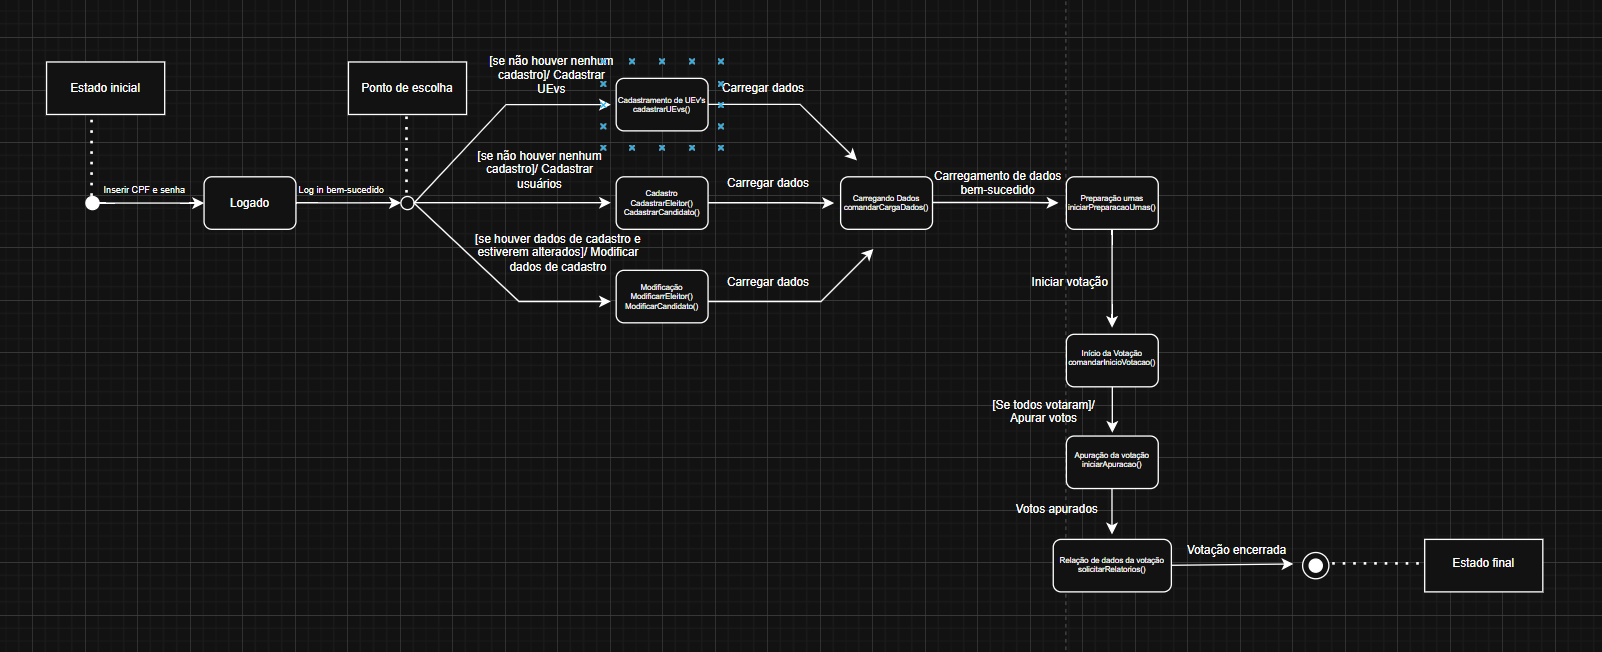 Estado inicial
Ponto de escolha
[se não houver nenhum
cadastro]/ Cadastrar
UEvs
Cadastramento de UEv's
cadastrarUEvs()
Carregar dados
Inserir CPF e senha
Logado
Log in bem-sucedido
[se não houver nenhum
cadastro]/ Cadastrar
usuários
Cadastro
CadastrarEleitor()
CadastrarCandidato()
Carregar dados
Carregando Dados
comandarCargaDados()
Carregamento de dados
bem-sucedido
Preparação urnas
iniciarPreparacaoUrnas()
[se houver dados de cadastro e
estiverem alterados]/ Modificar
dados de cadastro
Modificação
ModificarrEleitor()
ModificarCandidato()
Carregar dados
Iniciar votação
Início da Votação
comandarInicioVotacao()
[Se todos votaram]/
Apurar votos
Apuração da votação
iniciarApuracao()
Votos apurados
Relação de dados da votação
solicitarRelatorios()
Votação encerrada
Estado final